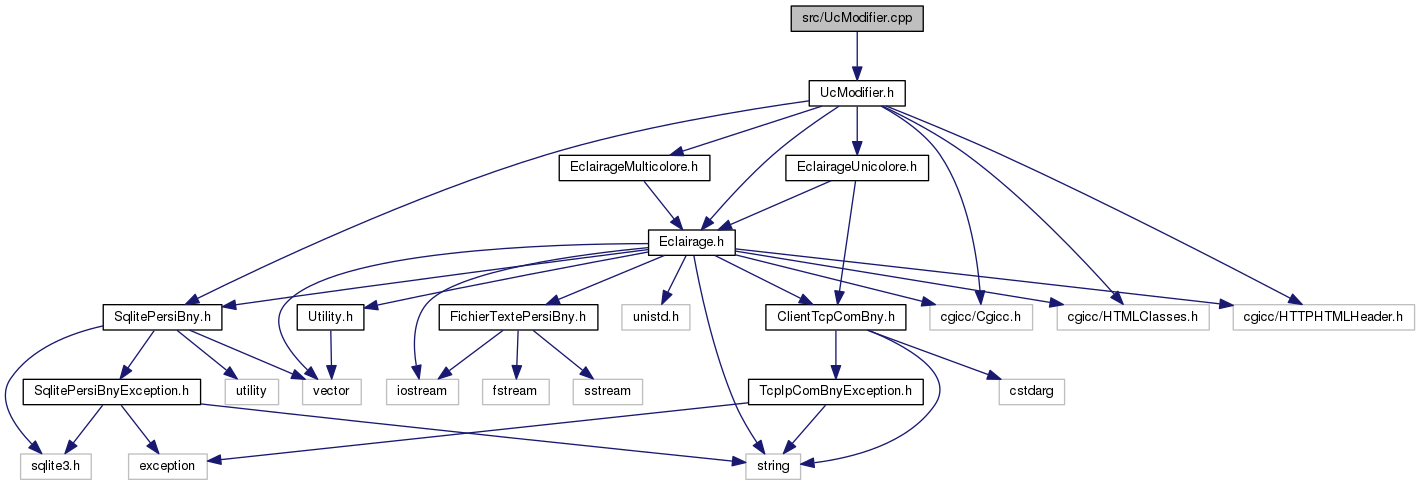 src/UcModifier.cpp
UcModifier.h
EclairageMulticolore.h
EclairageUnicolore.h
Eclairage.h
SqlitePersiBny.h
Utility.h
FichierTextePersiBny.h
unistd.h
ClientTcpComBny.h
cgicc/Cgicc.h
cgicc/HTMLClasses.h
cgicc/HTTPHTMLHeader.h
SqlitePersiBnyException.h
utility
vector
iostream
fstream
sstream
TcpIpComBnyException.h
cstdarg
sqlite3.h
exception
string